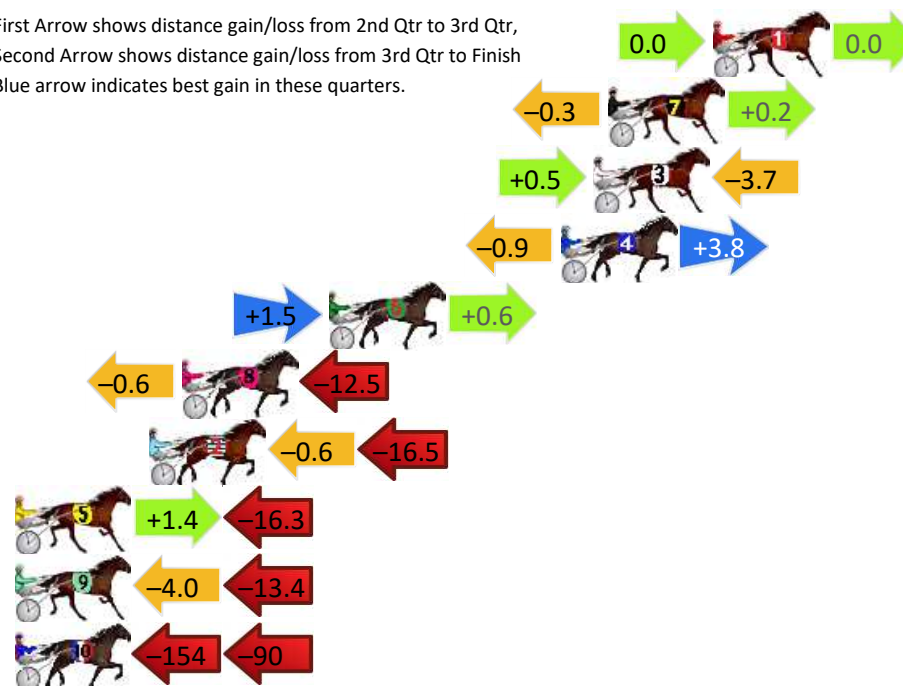 First Arrow shows distance gain/loss from 2nd Qtr to 3rd Qtr,
Second Arrow shows distance gain/loss from 3rd Qtr to Finish
Blue arrow indicates best gain in these quarters.
0.0 1 0.0
–0.3 7 +0.2
+0.5 3 –3.7
–0.9 4 +3.8
+1.5 +0.6
–0.6 8 –12.5
–0.6 –16.5
5 +1.4 –16.3
9 –4.0 –13.4
10 –154 –90